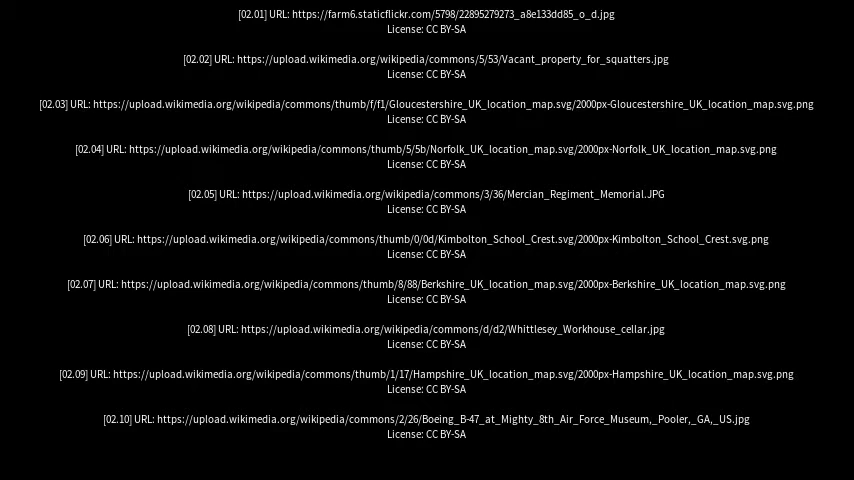 [02.01] URL: https://farm6.staticflickr.com/5798/22895279273_a8e133dd85_o_d.jpg
License: CC BY-SA
[02.02] URL: https://upload.wikimedia.org/wikipedia/commons/5/53/Vacant_property_for_squatters.jpg
License: CC BY-SA
[02.03] URL: https://upload.wikimedia.org/wikipedia/commons/thumb/f/f1/Gloucestershire_UK_location_map.svg/2000px-Gloucestershire_UK_location_map.svg.png
License: CC BY-SA
[02.04] URL: https://upload.wikimedia.org/wikipedia/commons/thumb/5/5b/Norfolk_UK_location_map.svg/2000px-Norfolk_UK_location_map.svg.png
License: CC BY-SA
[02.05] URL: https://upload.wikimedia.org/wikipedia/commons/3/36/Mercian_Regiment_Memorial.JPG
License: CC BY-SA
[02.06] URL: https://upload.wikimedia.org/wikipedia/commons/thumb/0/0d/Kimbolton_School_Crest.svg/2000px-Kimbolton_School_Crest.svg.png
License: CC BY-SA
[02.07] URL: https://upload.wikimedia.org/wikipedia/commons/thumb/8/88/Berkshire_UK_location_map.svg/2000px-Berkshire_UK_location_map.svg.png
License: CC BY-SA
[02.08] URL: https://upload.wikimedia.org/wikipedia/commons/d/d2/Whittlesey_Workhouse_cellar.jpg
License: CC BY-SA
[02.09] URL: https://upload.wikimedia.org/wikipedia/commons/thumb/1/17/Hampshire_UK_location_map.svg/2000px-Hampshire_UK_location_map.svg.png
License: CC BY-SA
[02.10] URL: https://upload.wikimedia.org/wikipedia/commons/2/26/Boeing_B-47_at_Mighty_8th_Air_Force_Museum,_Pooler,_GA,_US.jpg
License: CC BY-SA